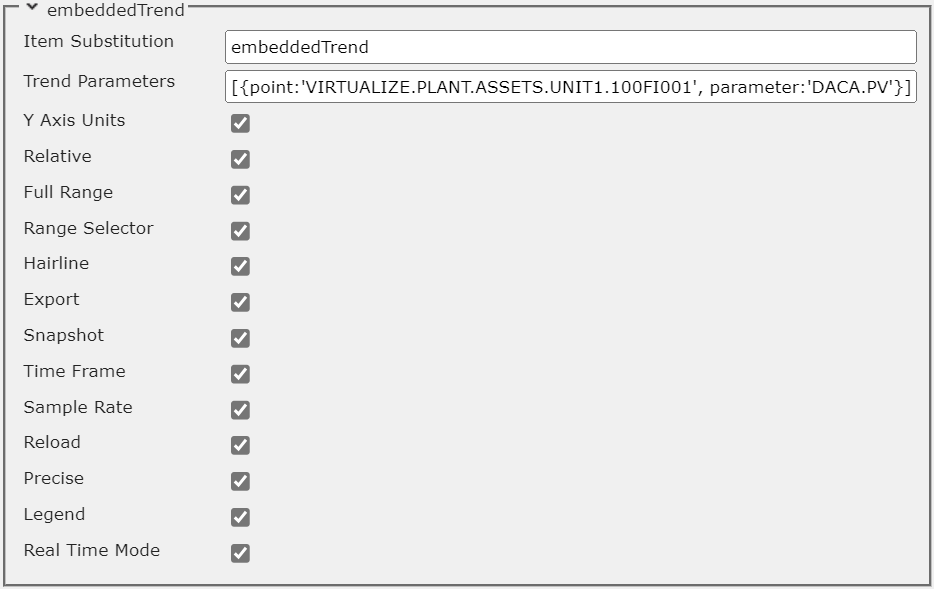 embeddedTrend
Item Substitution embeddedTrend
Trend Parameters [{point:'VIRTUALIZE.PLANT.ASSETS.UNIT1.100FI001', parameter:'DACA.PV'}]
Y Axis Units
Relative
Full Range
Range Selector
Hairline
Export
Snapshot
Time Frame
Sample Rate
Reload
Precise
Legend
Real Time Mode